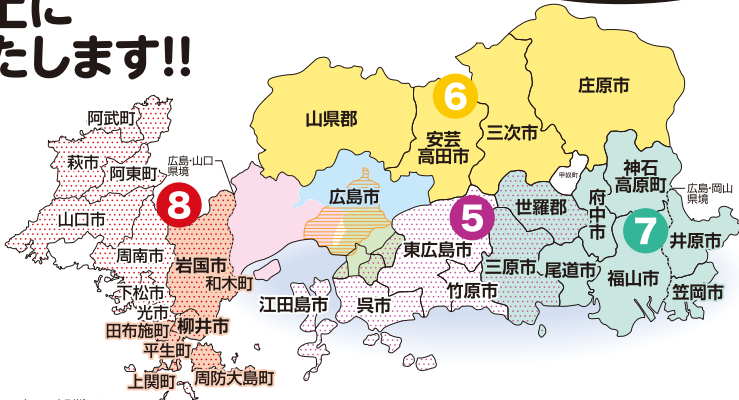 上に
たします!!
阿武町
萩市
阿東町
山口市
周南市
下松市
光市
田布施町
平生町
上関町
周防大島町
柳井市
岩国市
和木町
8
広島・山口
県境
山県郡
6
安芸
高田市
三次市
庄原市
広島市
5
東広島市
竹原市
呉市
江田島市
甲奴町
世羅郡
三原市
尾道市
府
中
市
神石
高原町
7
福山市
井原市
笠岡市
広島・岡山
県境